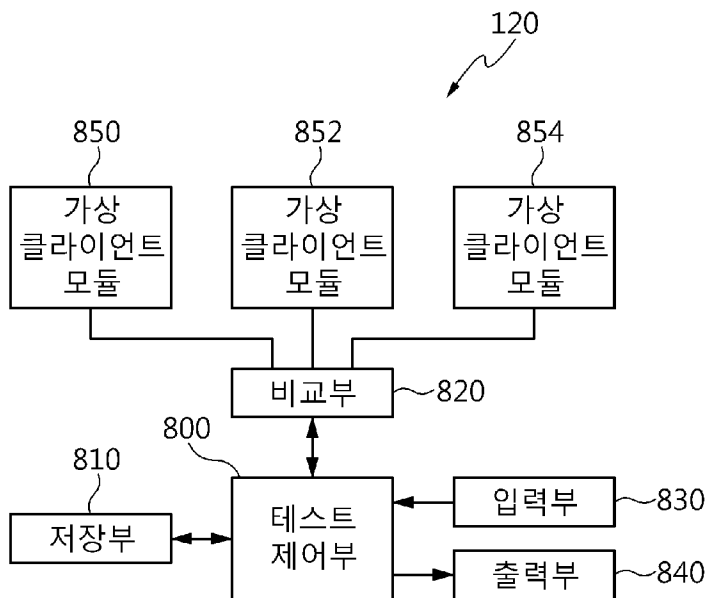 120
850
852
854
가상
클라이언트
모듈
가상
클라이언트
모듈
가상
클라이언트
모듈
비교부
820
800
810
테스트
제어부
입력부
830
저장부
출력부
840